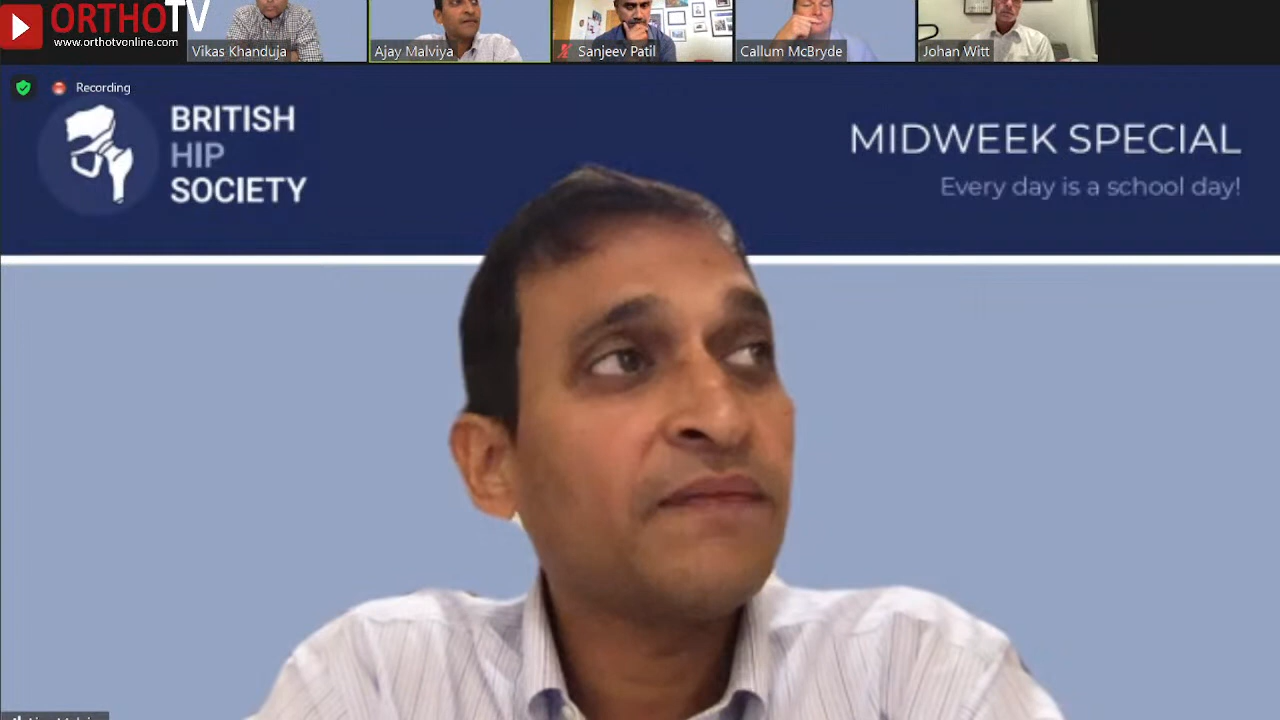 ORTHOTV
www.orthotvonline.com
Vikas Khanduja
Ajay Malviya
Sanjeev Patil
Callum McBryde
Johan Witt
Recording
BRITISH
HIP
SOCIETY
MIDWEEK SPECIAL
Every day is a school day!